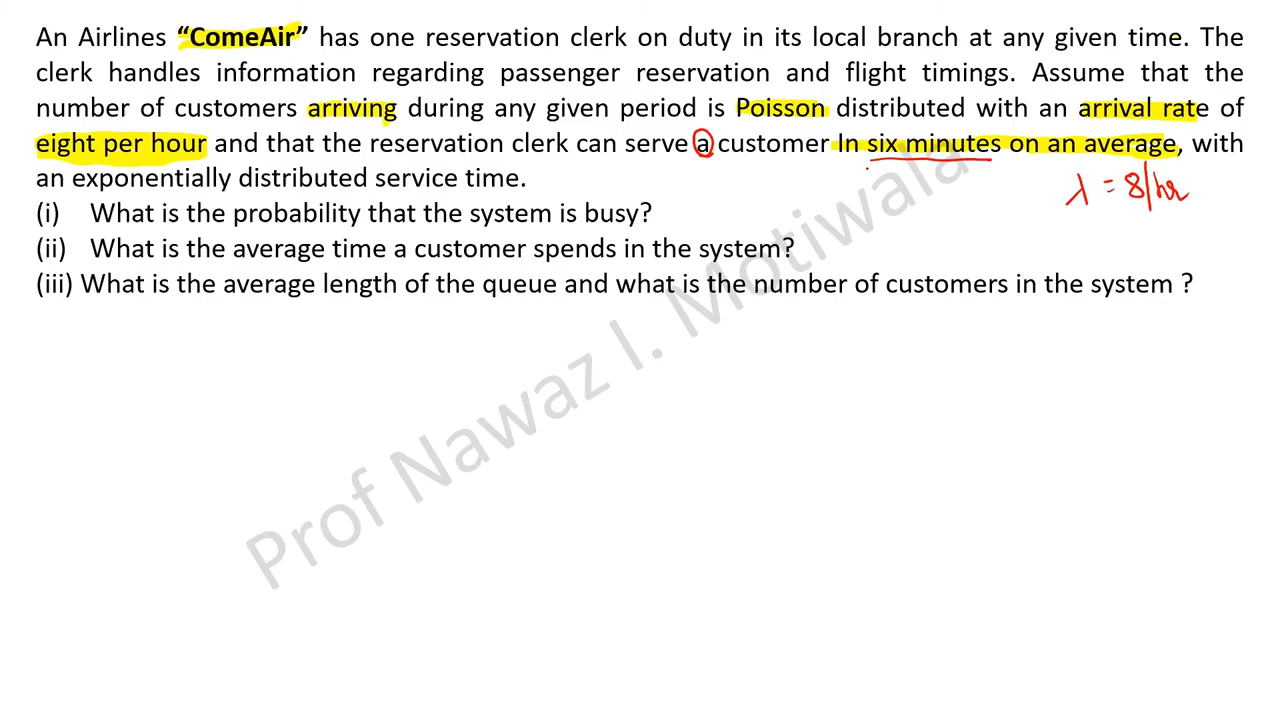 An Airlines “ComeAir” has one reservation clerk on duty in its local branch at any given time. The
clerk handles information regarding passenger reservation and flight timings. Assume that the
number of customers arriving during any given period is Poisson distributed with an arrival rate of
eight per hour and that the reservation clerk can serve a customer In six minutes on an average, with
an exponentially distributed service time.
λ = 8/hr
(i) What is the probability that the system is busy?
(ii) What is the average time a customer spends in the system?
(iii) What is the average length of the queue and what is the number of customers in the system ?
Prof Nawaz I. Motiwala